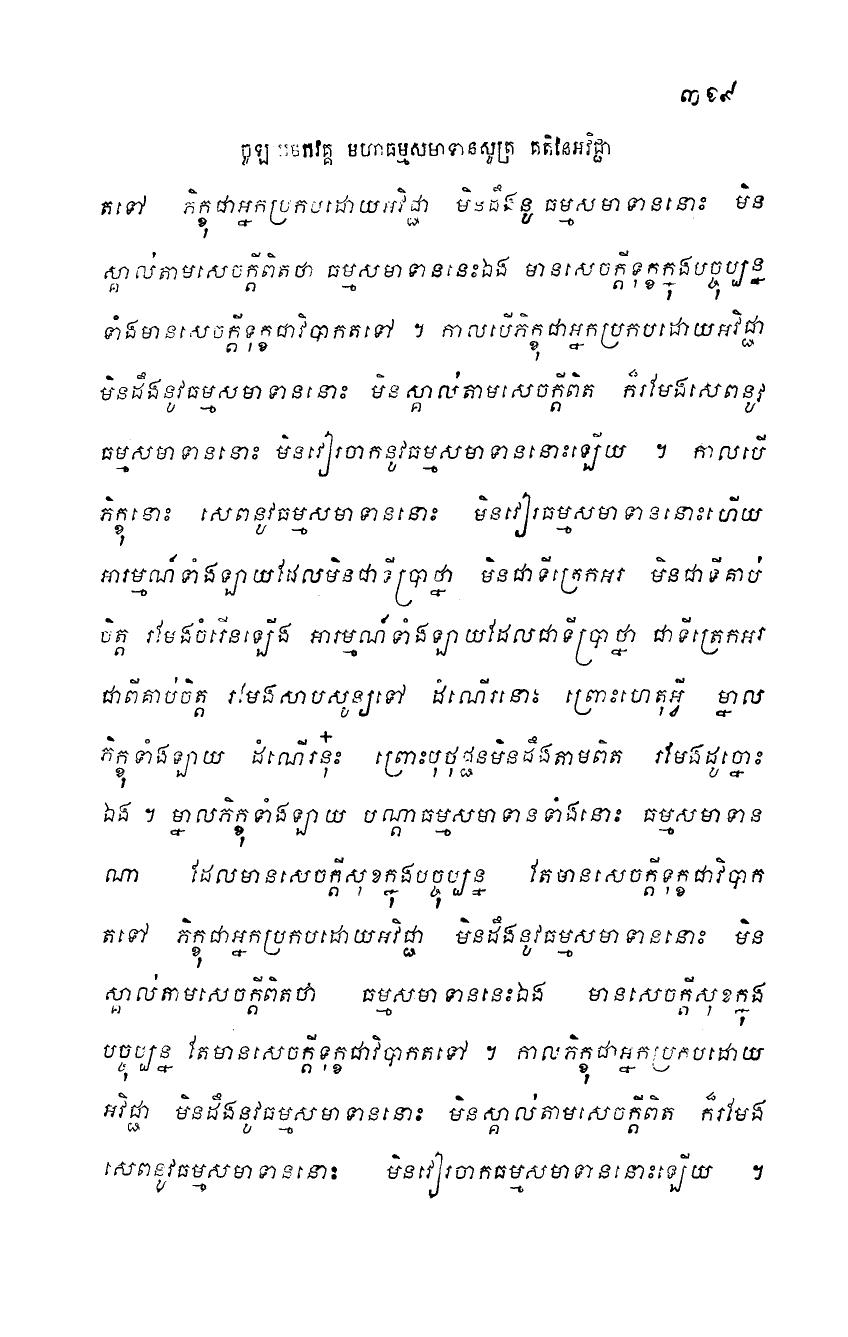 ៣១៩
ចូឡយមកវគ្គ មហាធម្មសមាទានសូត្រ គតិនៃអវិជ្ជា
តទៅ ភិក្ខុជាអ្នកប្រកបដោយអវិជ្ជា មិនដឹងនូវធម្មសមាទាននោះ មិន
ស្គាល់តាមសេចក្តីពិតថា ធម្មសមាទាននេះឯង មានសេចក្តីទុក្ខក្នុងបច្ចុប្បន្ន
ទាំងមានសេចក្តីទុក្ខជាវិបាកតទៅ ។ កាលបើភិក្ខុជាអ្នកប្រកបដោយអវិជ្ជា
មិនដឹងនូវធម្មសមាទាននោះ មិនស្គាល់តាមសេចក្តីពិត ក៏រមែងសេពនូវ
ធម្មសមាទាននោះ មិនវៀរចាកនូវធម្មសមាទាននោះឡើយ ។ កាលបើ
ភិក្ខុនោះ សេពនូវធម្មសមាទាននោះ មិនវៀរធម្មសមាទាននោះហើយ
អារម្មណ៍ទាំងឡាយដែលមិនជាទីប្រាថ្នា មិនជាទីត្រេកអរ មិនជាទីគាប់
ចិត្ត រមែងចំរើនឡើង អារម្មណ៍ទាំងឡាយដែលជាទីប្រាថ្នា ជាទីត្រេកអរ
ជាទីគាប់ចិត្ត រមែងសាបសូន្យទៅ ដំណើរនោះ ព្រោះហេតុអ្វី ម្នាល
ភិក្ខុទាំងឡាយ ដំណើរនុ៎ះ ព្រោះបុថុជ្ជនមិនដឹងតាមពិត រមែងដូច្នោះ
ឯង ។ ម្នាលភិក្ខុទាំងឡាយ បណ្តាធម្មសមាទានទាំងនោះ ធម្មសមាទាន
ណា ដែលមានសេចក្តីសុខក្នុងបច្ចុប្បន្ន តែមានសេចក្តីទុក្ខជាវិបាក
តទៅ ភិក្ខុជាអ្នកប្រកបដោយអវិជ្ជា មិនដឹងនូវធម្មសមាទាននោះ មិន
ស្គាល់តាមសេចក្តីពិតថា ធម្មសមាទាននេះឯង មានសេចក្តីសុខក្នុង
បច្ចុប្បន្ន តែមានសេចក្តីទុក្ខជាវិបាកតទៅ ។ កាលភិក្ខុជាអ្នកប្រកបដោយ
អវិជ្ជា មិនដឹងនូវធម្មសមាទាននោះ មិនស្គាល់តាមសេចក្តីពិត ក៏រមែង
សេពនូវធម្មសមាទាននោះ មិនវៀរចាកធម្មសមាទាននោះឡើយ ។